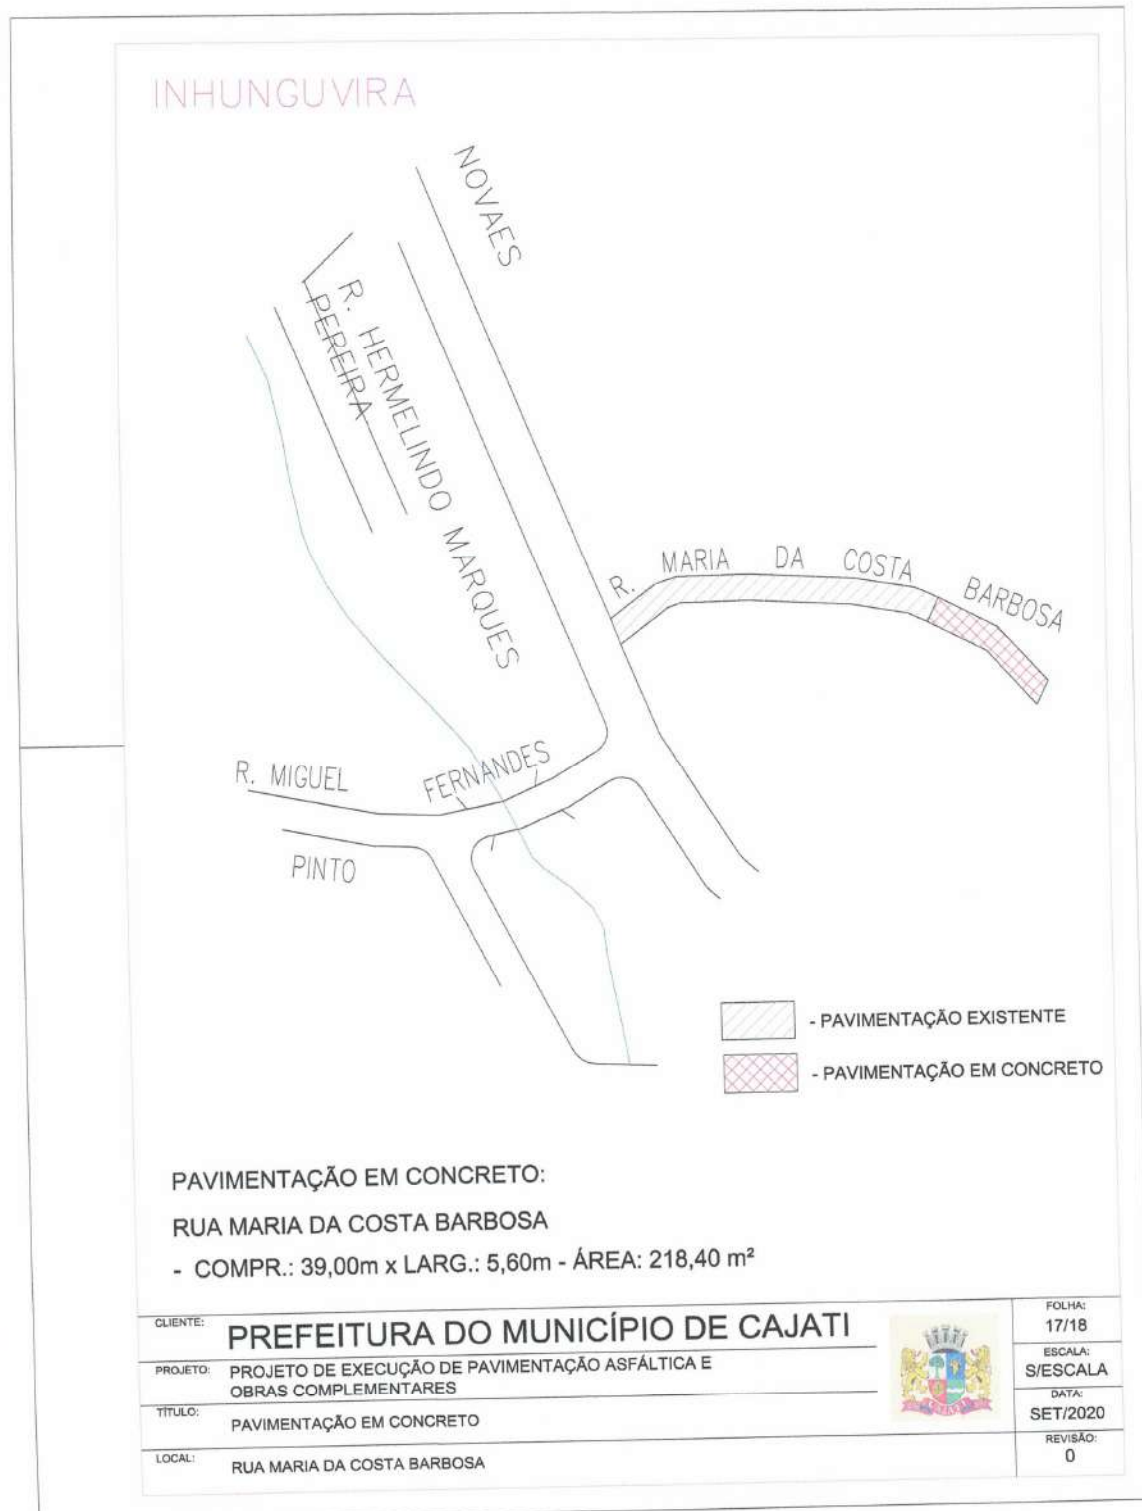 INHUNGUVIRA
NOVAES
R. HERMELINDO MARQUES
PEREIRA
R. MARIA DA COSTA BARBOSA
R. MIGUEL FERNANDES
PINTO
- PAVIMENTAÇÃO EXISTENTE
- PAVIMENTAÇÃO EM CONCRETO
PAVIMENTAÇÃO EM CONCRETO:
RUA MARIA DA COSTA BARBOSA
- COMPR.: 39,00m x LARG.: 5,60m - ÁREA: 218,40 m²
CLIENTE: PREFEITURA DO MUNICÍPIO DE CAJATI
PROJETO: PROJETO DE EXECUÇÃO DE PAVIMENTAÇÃO ASFÁLTICA E
OBRAS COMPLEMENTARES
TÍTULO: PAVIMENTAÇÃO EM CONCRETO
LOCAL: RUA MARIA DA COSTA BARBOSA
CAJATI
FOLHA:
17/18
ESCALA:
S/ESCALA
DATA:
SET/2020
REVISÃO:
0